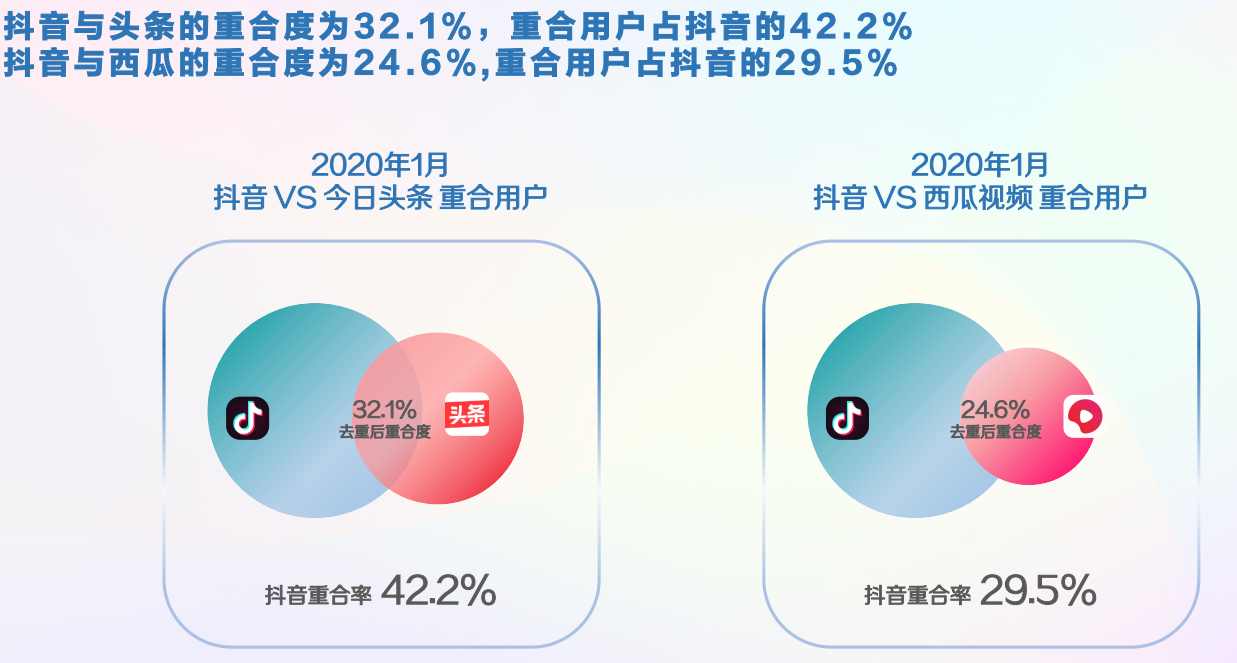 抖音与头条的重合度为32.1%，重合用户占抖音的42.2%
抖音与西瓜的重合度为24.6%,重合用户占抖音的29.5%
2020年1月
抖音 VS 今日头条 重合用户
32.1%
去重后重合度
头条
抖音重合率 42.2%
2020年1月
抖音 VS 西瓜视频 重合用户
24.6%
去重后重合度
抖音重合率 29.5%